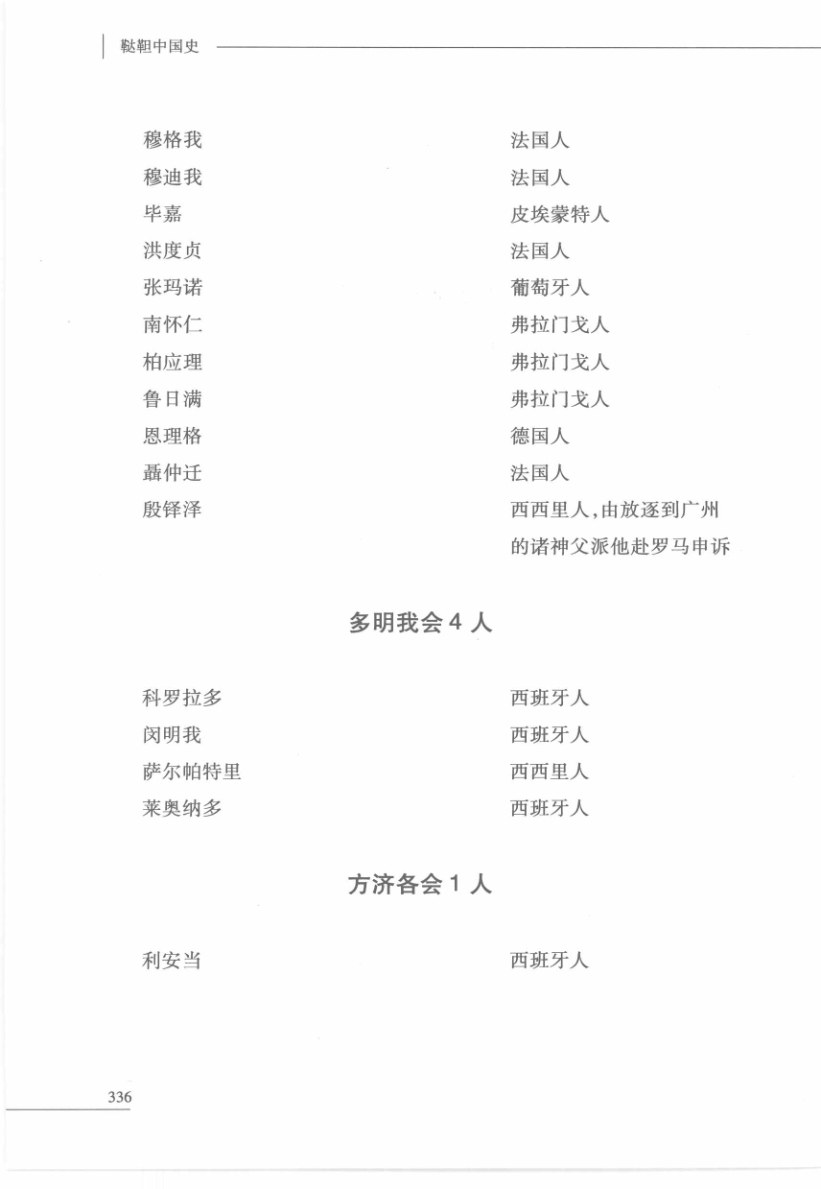 鞑靼中国史
穆格我 法国人
穆迪我 法国人
毕嘉 皮埃蒙特人
洪度贞 法国人
张玛诺 葡萄牙人
南怀仁 弗拉门戈人
柏应理 弗拉门戈人
鲁日满 弗拉门戈人
恩理格 德国人
聶仲迁 法国人
殷铎泽 西西里人,由放逐到广州
的诸神父派他赴罗马申诉
多明我会4人
科罗拉多 西班牙人
闵明我 西班牙人
萨尔帕特里 西西里人
莱奥纳多 西班牙人
方济各会1人
利安当 西班牙人
336